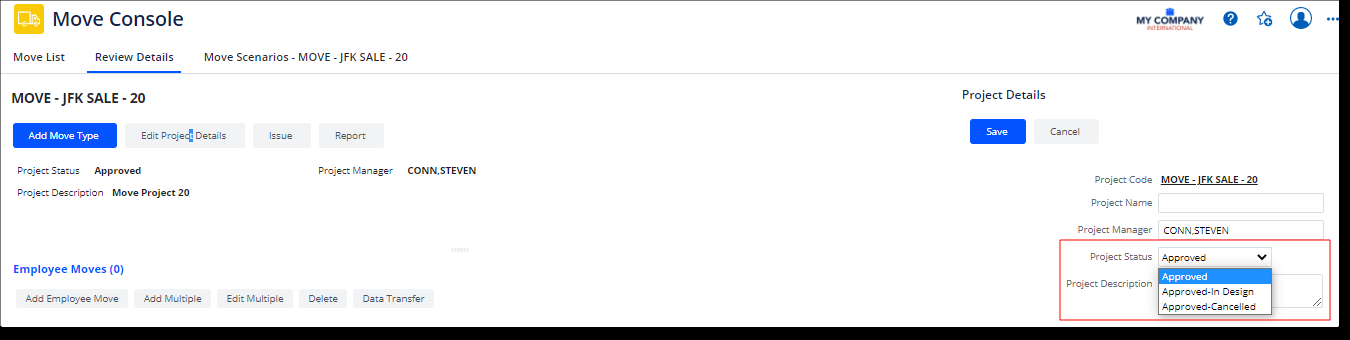 Move Console
MY COMPANY
INTERNATIONAL
?
Move List Review Details Move Scenarios - MOVE - JFK SALE - 20
MOVE - JFK SALE - 20
Add Move Type Edit Project Details Issue Report
Project Status Approved Project Manager CONN,STEVEN
Project Description Move Project 20
Employee Moves (0)
Add Employee Move Add Multiple Edit Multiple Delete Data Transfer
Project Details
Save Cancel
Project Code MOVE - JFK SALE - 20
Project Name
Project Manager CONN,STEVEN
Project Status Approved
Project Description
Approved
Approved-In Design
Approved-Cancelled